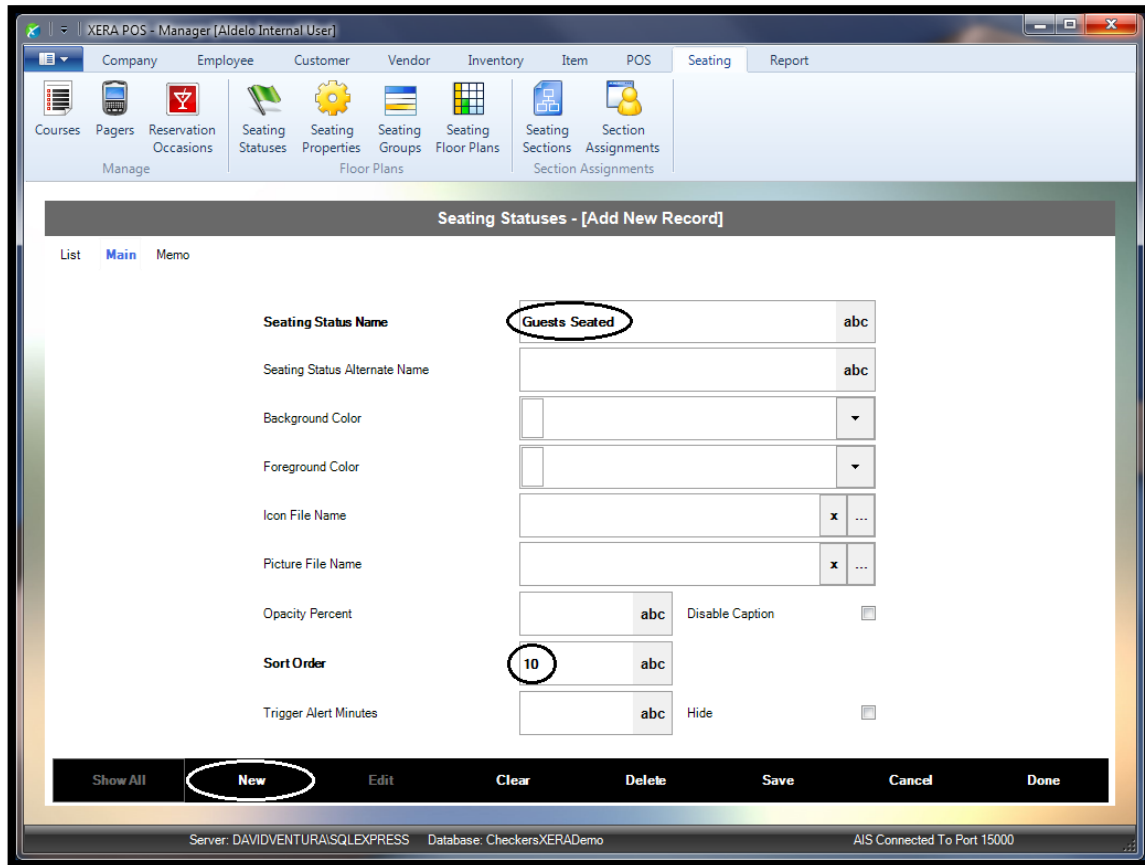 XERA POS - Manager [Aldelo Internal User]
Company Employee Customer Vendor Inventory Item POS Seating Report
Courses Pagers Reservation Occasions Seating Statuses Seating Properties Seating Groups Seating Floor Plans Seating Sections Section Assignments
Manage Floor Plans Section Assignments
Seating Statuses - [Add New Record]
List Main Memo
Seating Status Name Guests Seated abc
Seating Status Alternate Name abc
Background Color
Foreground Color
Icon File Name x ...
Picture File Name x ...
Opacity Percent abc Disable Caption
Sort Order 10 abc
Trigger Alert Minutes abc Hide
Show All New Edit Clear Delete Save Cancel Done
Server: DAVIDVENTURA\SQLEXPRESS Database: CheckersXERADemo AIS Connected To Port 15000